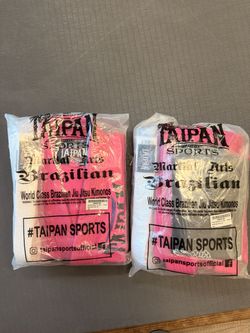 TAIPAN
SPORTS
TAIPAN
Martial Arts
Brazilian
World Class Brazilian Jiu Jitsu Kimonos
#TAIPAN SPORTS
taipansportsofficial
TAIPAN
SPORTS
Martial Arts
Brazilian
World Class Brazilian Jiu Jitsu Kimonos
#TAIPAN SPORTS
taipansportsofficial